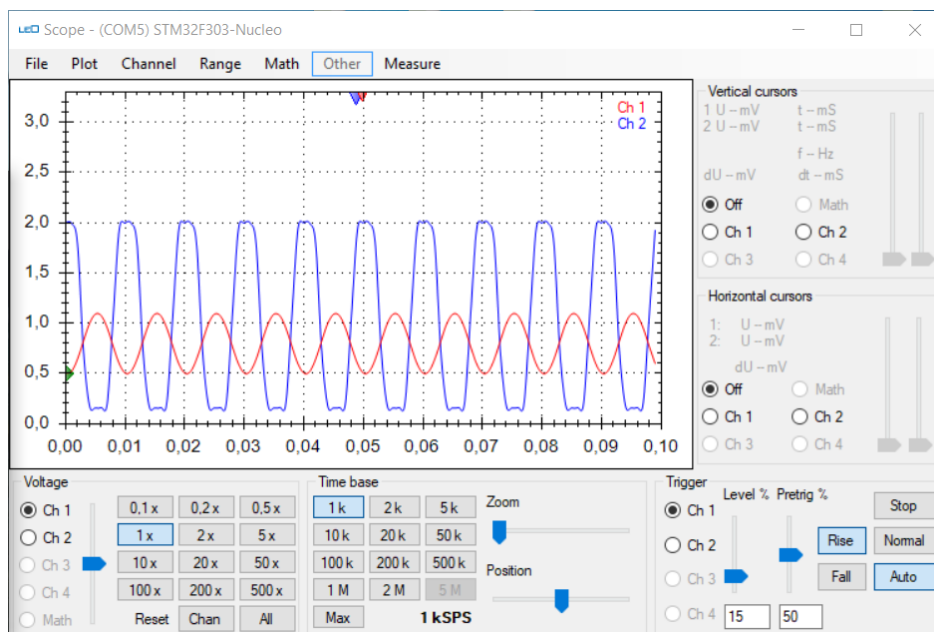 LEO Scope - (COM5) STM32F303-Nucleo
File Plot Channel Range Math Other Measure
Ch 1
Ch 2
3,0
2,5
2,0
1,5
1,0
0,5
0,0
0,00 0,01 0,02 0,03 0,04 0,05 0,06 0,07 0,08 0,09 0,10
Vertical cursors
1 U – mV t – mS
2 U – mV t – mS
f – Hz
dU – mV dt – mS
Off Math
Ch 1 Ch 2
Ch 3 Ch 4
Horizontal cursors
1: U – mV
2: U – mV
dU – mV
Off Math
Ch 1 Ch 2
Ch 3 Ch 4
Voltage
Ch 1 0,1 x 0,2 x 0,5 x
Ch 2 1 x 2 x 5 x
Ch 3 10 x 20 x 50 x
Ch 4 100 x 200 x 500 x
Math Reset Chan All
Time base
1 k 2 k 5 k
10 k 20 k 50 k
100 k 200 k 500 k
1 M 2 M 5 M
Max 1 kSPS
Zoom
Position
Trigger
Level % Pretrig %
Ch 1 Stop
Ch 2 Rise Normal
Ch 3 Fall Auto
Ch 4 15 50